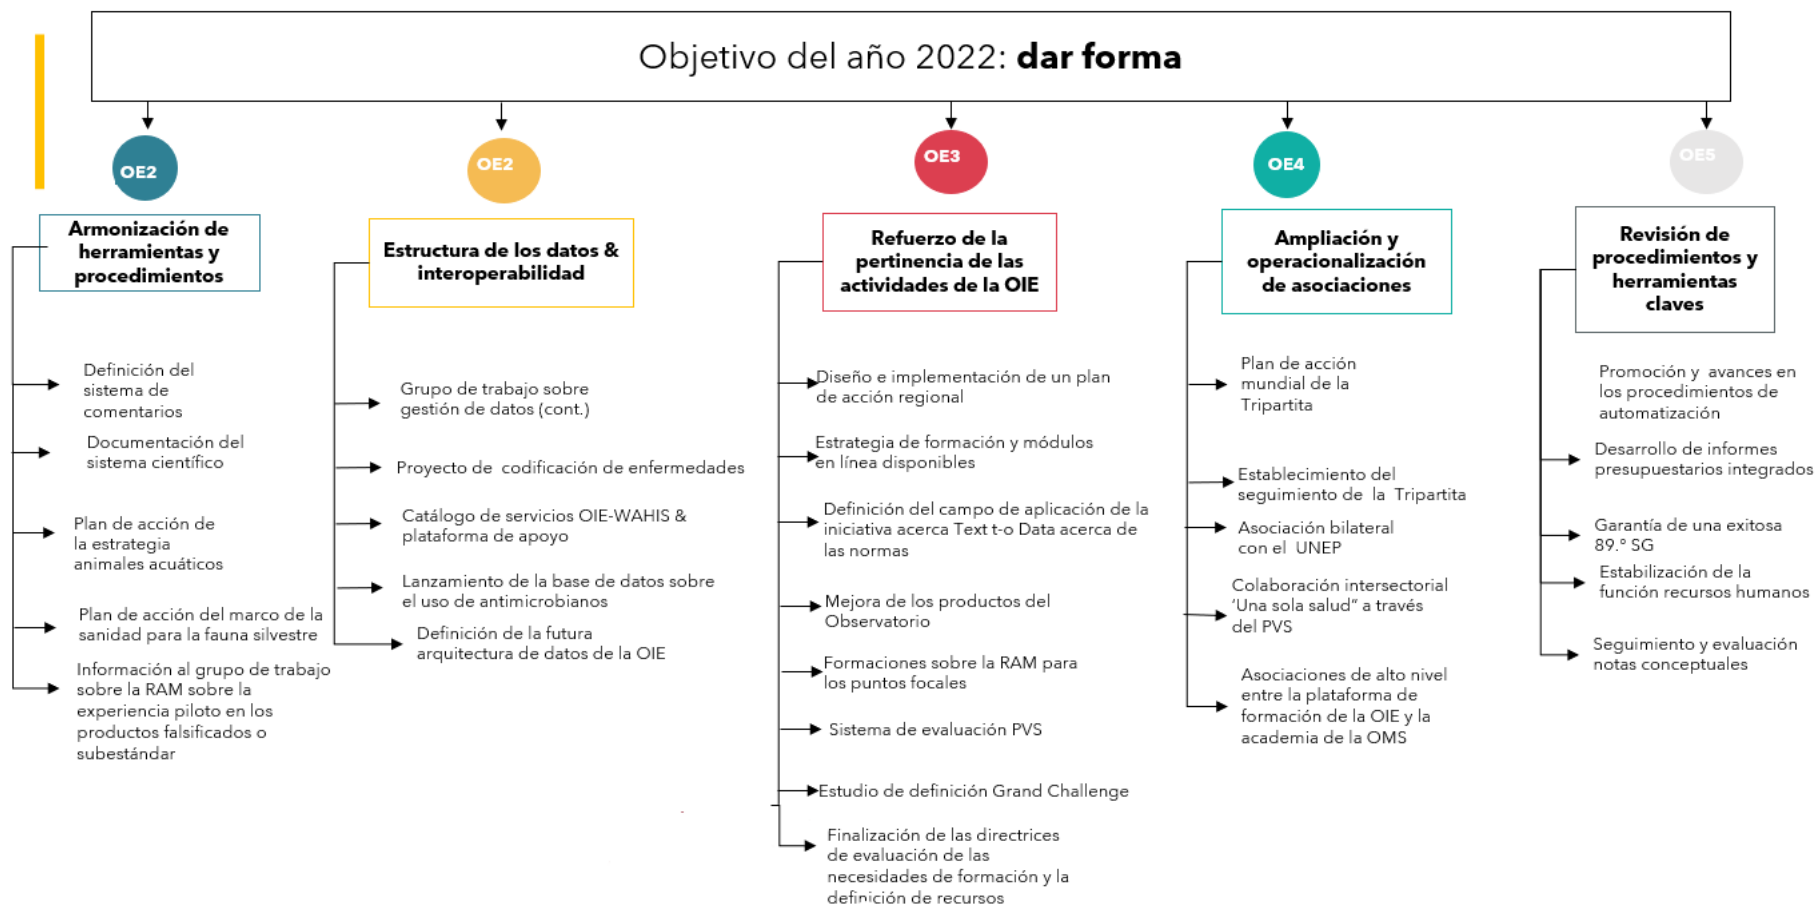 Objetivo del año 2022: dar forma
OE2
Armonización de
herramientas y
procedimientos
Definición del
sistema de
comentarios
Documentación del
sistema científico
Plan de acción de
la estrategia
animales acuáticos
Plan de acción del marco de la
sanidad para la fauna silvestre
Información al grupo de trabajo
sobre la RAM sobre la
experiencia piloto en los
productos falsificados o
subestándar
OE2
Estructura de los datos &
interoperabilidad
Grupo de trabajo sobre
gestión de datos (cont.)
Proyecto de codificación de enfermedades
Catálogo de servicios OIE-WAHIS &
plataforma de apoyo
Lanzamiento de la base de datos sobre
el uso de antimicrobianos
Definición de la futura
arquitectura de datos de la OIE
OE3
Refuerzo de la
pertinencia de las
actividades de la OIE
Diseño e implementación de un plan
de acción regional
Estrategia de formación y módulos
en línea disponibles
Definición del campo de aplicación de la
iniciativa acerca Text t-o Data acerca de
las normas
Mejora de los productos del
Observatorio
Formaciones sobre la RAM para
los puntos focales
Sistema de evaluación PVS
Estudio de definición Grand Challenge
Finalización de las directrices
de evaluación de las
necesidades de formación y la
definición de recursos
OE4
Ampliación y
operacionalización
de asociaciones
Plan de acción
mundial de la
Tripartita
Establecimiento del
seguimiento de la Tripartita
Asociación bilateral
con el UNEP
Colaboración intersectorial
‘Una sola salud” a través
del PVS
Asociaciones de alto nivel
entre la plataforma de
formación de la OIE y la
academia de la OMS
OE5
Revisión de
procedimientos y
herramientas
claves
Promoción y avances en
los procedimientos de
automatización
Desarrollo de informes
presupuestarios integrados
Garantía de una exitosa
89.° SG
Estabilización de la
función recursos humanos
Seguimiento y evaluación
notas conceptuales